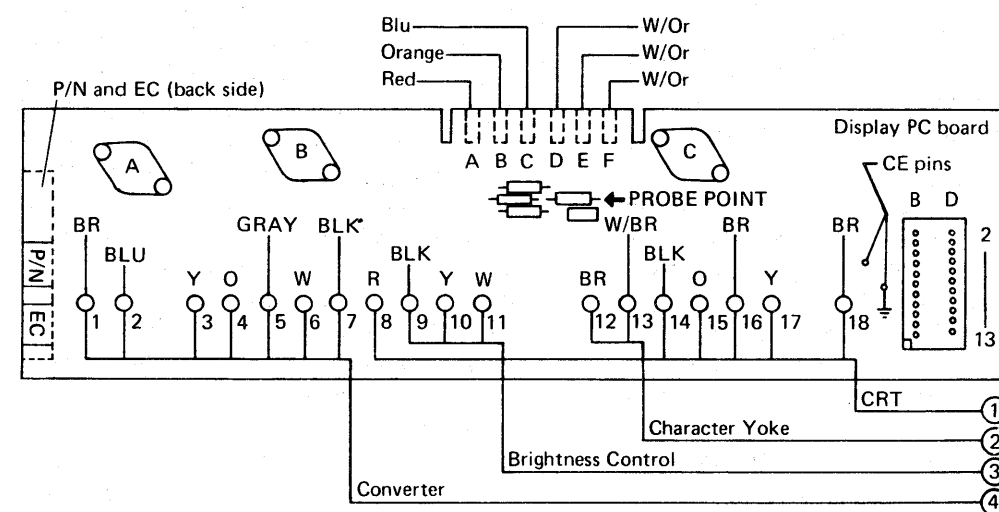 Blu
W/Or
Orange
W/Or
Red
W/Or
P/N and EC (back side)
Display PC board
A
B
A B C D E F
C
CE pins
B D
PROBE POINT
BR
GRAY
BLK*
W/BR
BR
BR
2
BLU
BLK
BLK
P/N
Y O W R Y W BR O Y
EC
1 2 3 4 5 6 7 8 9 10 11 12 13 14 15 16 17 18
13
CRT
1
Character Yoke
2
Brightness Control
3
Converter
4